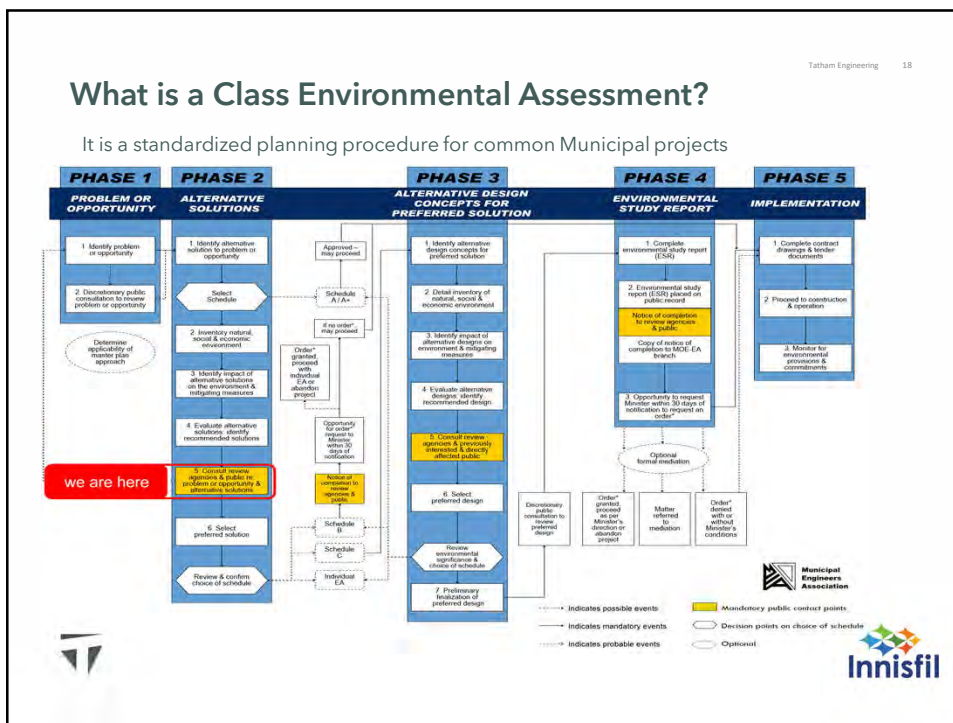 Tatham Engineering 18
What is a Class Environmental Assessment?
It is a standardized planning procedure for common Municipal projects
PHASE 1
PROBLEM OR
OPPORTUNITY
1 Identify problem
or opportunity
2. Discretionary public
consultation to review
problem or opportunity
Determine
applicability of
master plan
approach
PHASE 2
ALTERNATIVE
SOLUTIONS
1. Identify alternative
solution to problem or
opportunity
Select
Schedule
2. Inventory natural,
social & economic
environment
3. Identify impact of
alternative solutions
on the environment &
mitigating measures
4. Evaluate alternative
solutions: identify
recommended solutions
we are here
5. Consult review
agencies & public re:
problem or opportunity &
alternative solutions
6. Select
preferred solution
Review & confirm
choice of schedule
Approved –
may proceed
Schedule
A / A+
If no order*,
may proceed
Order*
granted,
proceed
with
individual
EA or
abandon
project
Opportunity
for order*
request to
Minister
within 30
days of
notification
Notice of
completion to
review
agencies &
public
Schedule
B
Schedule
C
Individual
EA
PHASE 3
ALTERNATIVE DESIGN
CONCEPTS FOR
PREFERRED SOLUTION
1. Identify alternative
design concepts for
preferred solution
2. Detail inventory of
natural, social &
economic environment
3. Identify impact of
alternative designs on
environment & mitigating
measures
4. Evaluate alternative
designs: identify
recommended design
5. Consult review
agencies & previously
interested & directly
affected public
6. Select
preferred design
Review
environmental
significance &
choice of schedule
7. Preliminary
finalization of
preferred design
Discretionary
public
consultation to
review
preferred
design
PHASE 4
ENVIRONMENTAL
STUDY REPORT
1. Complete
environmental study report
(ESR)
2. Environmental study
report (ESR) placed on
public record
Notice of completion
to review agencies
& public
Copy of notice of
completion to MOE-EA
branch
3. Opportunity to request
Minister within 30 days of
notification to request an
order*
Optional
formal mediation
Order*
granted,
proceed
as per
Minister's
direction or
abandon
project
Matter
referred
to
mediation
Order*
denied
with or
without
Minister's
conditions
PHASE 5
IMPLEMENTATION
1. Complete contract
drawings & tender
documents
2. Proceed to construction
& operation
3. Monitor for
environmental
provisions &
commitments
Municipal
Engineers
Association
Indicates possible events
Indicates mandatory events
Indicates probable events
Mandatory public contact points
Decision points on choice of schedule
Optional
Innisfil